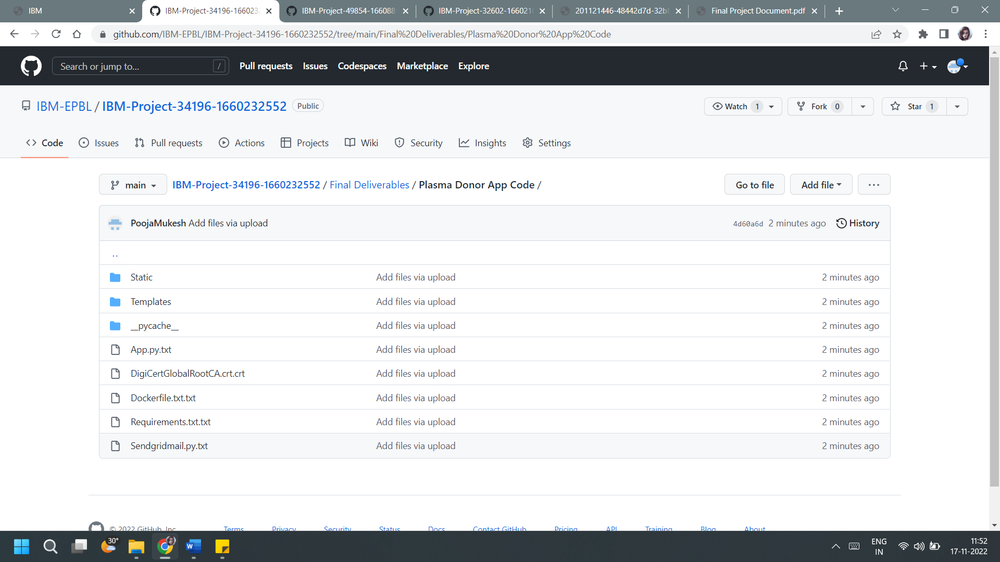 IBM
IBM-Project-34196-166023
IBM-Project-49854-166088
IBM-Project-32602-166021
201121446-48442d7d-32b
Final Project Document.pdf
github.com/IBM-EPBL/IBM-Project-34196-1660232552/tree/main/Final%20Deliverables/Plasma%20Donor%20App%20Code
Search or jump to... /
Pull requests Issues Codespaces Marketplace Explore
IBM-EPBL / IBM-Project-34196-1660232552 Public
Watch 1 Fork 0 Star 1
Code Issues Pull requests Actions Projects Wiki Security Insights Settings
main IBM-Project-34196-1660232552 / Final Deliverables / Plasma Donor App Code /
Go to file Add file ...
PoojaMukesh Add files via upload 4d60a6d 2 minutes ago History
..
Static Add files via upload 2 minutes ago
Templates Add files via upload 2 minutes ago
__pycache__ Add files via upload 2 minutes ago
App.py.txt Add files via upload 2 minutes ago
DigiCertGlobalRootCA.crt.crt Add files via upload 2 minutes ago
Dockerfile.txt.txt Add files via upload 2 minutes ago
Requirements.txt.txt Add files via upload 2 minutes ago
Sendgridmail.py.txt Add files via upload 2 minutes ago
© 2022 GitHub, Inc. Terms Privacy Security Status Docs Contact GitHub Pricing API Training Blog About
30°
W
ENG
IN
11:52
17-11-2022